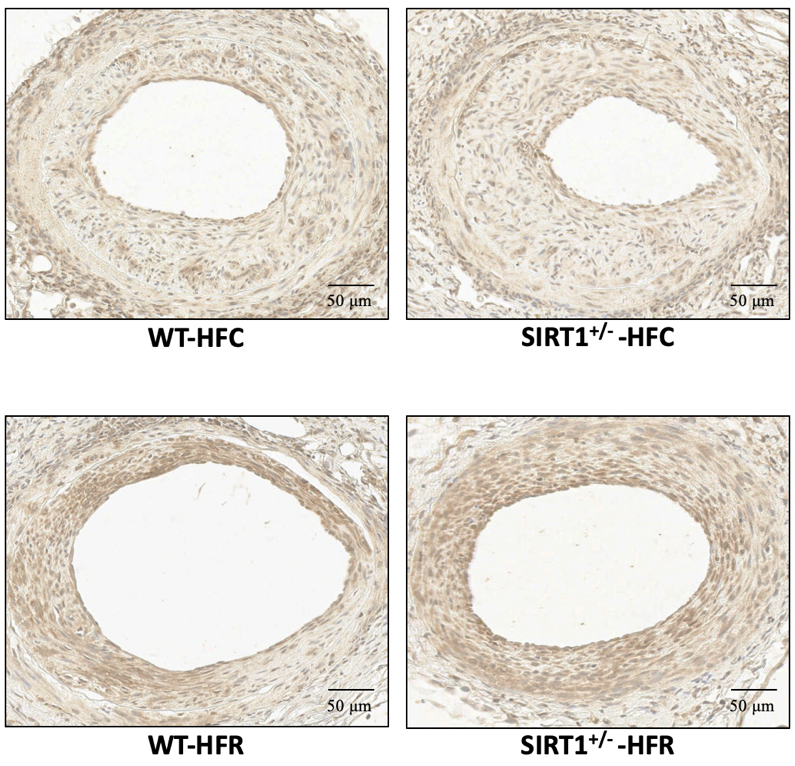 50 µm
50 µm
WT-HFC
SIRT1+/- -HFC
50 µm
50 µm
WT-HFR
SIRT1+/- -HFR